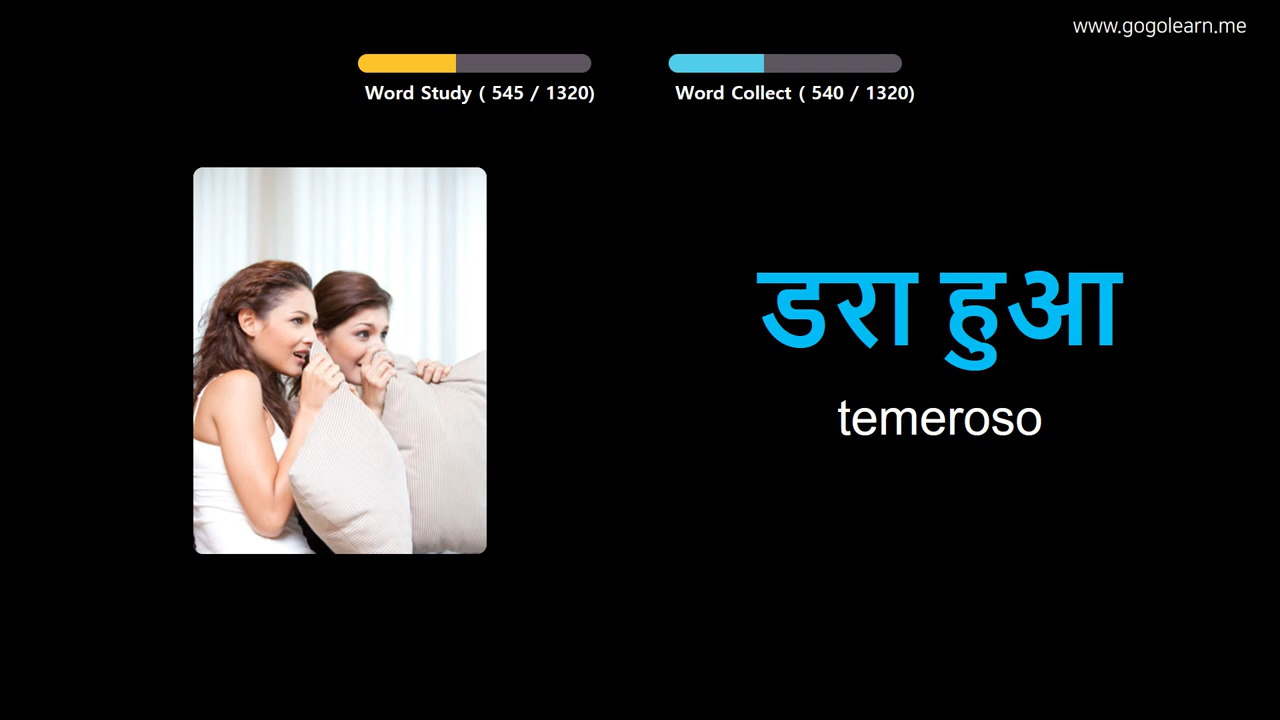 www.gogolearn.me
Word Study ( 545 / 1320)
Word Collect ( 540 / 1320)
डरा हुआ
temeroso